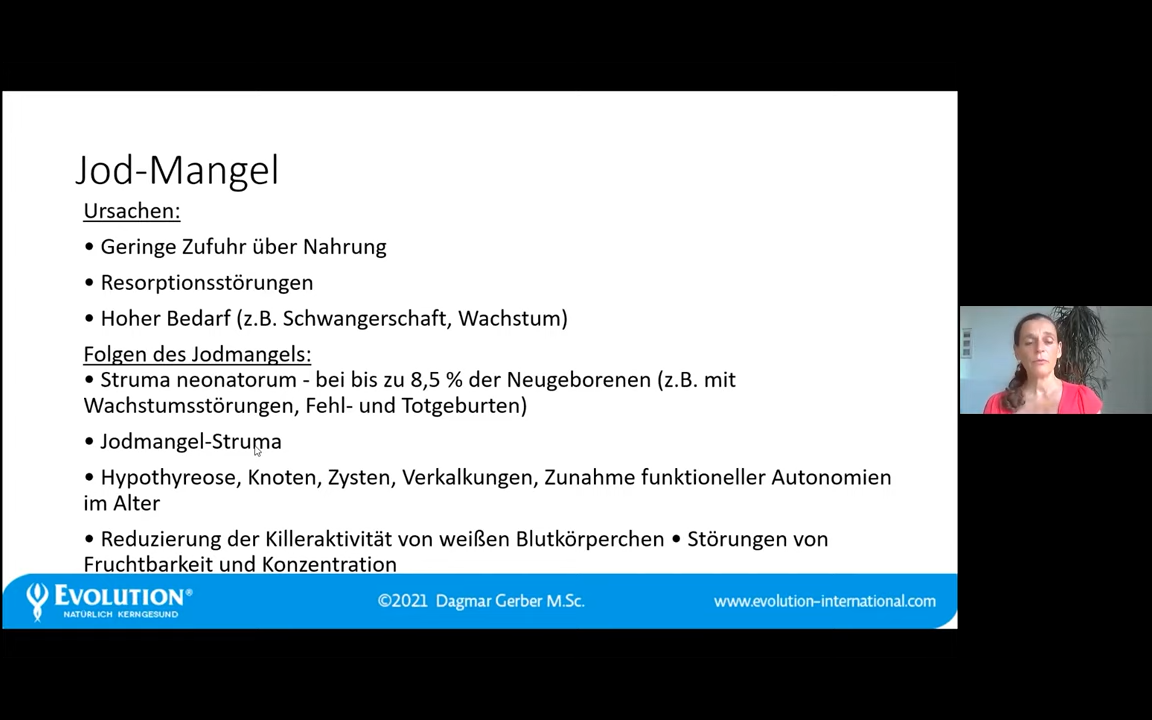 Jod-Mangel
Ursachen:
• Geringe Zufuhr über Nahrung
• Resorptionsstörungen
• Hoher Bedarf (z.B. Schwangerschaft, Wachstum)
Folgen des Jodmangels:
• Struma neonatorum - bei bis zu 8,5 % der Neugeborenen (z.B. mit
Wachstumsstörungen, Fehl- und Totgeburten)
• Jodmangel-Struma
• Hypothyreose, Knoten, Zysten, Verkalkungen, Zunahme funktioneller Autonomien
im Alter
• Reduzierung der Killeraktivität von weißen Blutkörperchen • Störungen von
Fruchtbarkeit und Konzentration
EVOLUTION®
NATÜRLICH KERNGESUND
©2021 Dagmar Gerber M.Sc.
www.evolution-international.com